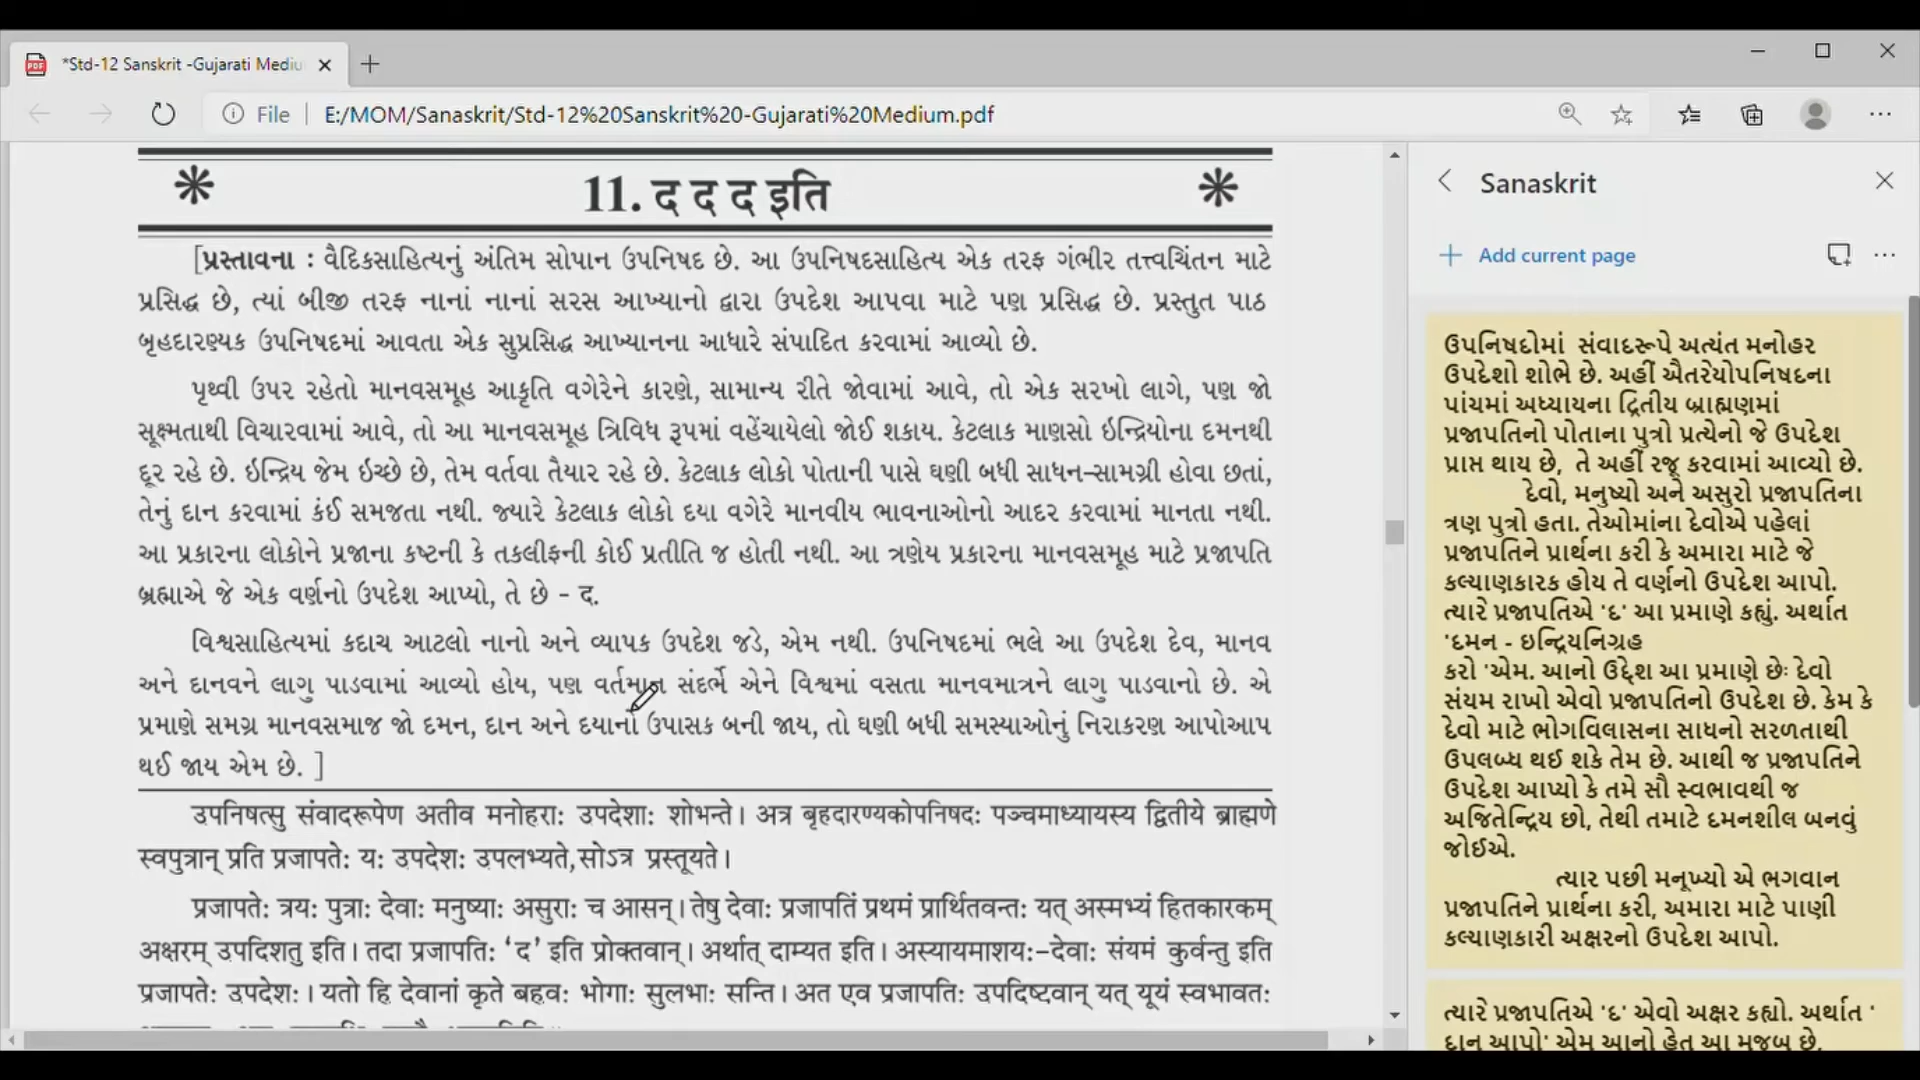 *Std-12 Sanskrit -Gujarati Mediu
File
E:/MOM/Sanaskrit/Std-12%20Sanskrit%20-Gujarati%20Medium.pdf
11. द द द इति
[પ્રસ્તાવના : વૈદિકસાહિત્યનું અંતિમ સોપાન ઉપનિષદ છે. આ ઉપનિષદસાહિત્ય એક તરફ ગંભીર તત્ત્વચિંતન માટે
પ્રસિદ્ધ છે, ત્યાં બીજી તરફ નાનાં નાનાં સરસ આખ્યાનો દ્વારા ઉપદેશ આપવા માટે પણ પ્રસિદ્ધ છે. પ્રસ્તુત પાઠ
બૃહદારણ્યક ઉપનિષદમાં આવતા એક સુપ્રસિદ્ધ આખ્યાનના આધારે સંપાદિત કરવામાં આવ્યો છે.
પૃથ્વી ઉપર રહેતો માનવસમૂહ આકૃતિ વગેરેને કારણે, સામાન્ય રીતે જોવામાં આવે, તો એક સરખો લાગે, પણ જો
સૂક્ષ્મતાથી વિચારવામાં આવે, તો આ માનવસમૂહ ત્રિવિધ રૂપમાં વહેંચાયેલો જોઈ શકાય. કેટલાક માણસો ઇન્દ્રિયોના દમનથી
દૂર રહે છે. ઇન્દ્રિય જેમ ઇચ્છે છે, તેમ વર્તવા તૈયાર રહે છે. કેટલાક લોકો પોતાની પાસે ઘણી બધી સાધન-સામગ્રી હોવા છતાં,
તેનું દાન કરવામાં કંઈ સમજતા નથી. જ્યારે કેટલાક લોકો દયા વગેરે માનવીય ભાવનાઓનો આદર કરવામાં માનતા નથી.
આ પ્રકારના લોકોને પ્રજાના કષ્ટની કે તકલીફની કોઈ પ્રતીતિ જ હોતી નથી. આ ત્રણેય પ્રકારના માનવસમૂહ માટે પ્રજાપતિ
બ્રહ્માએ જે એક વર્ણનો ઉપદેશ આપ્યો, તે છે - द.
વિશ્વસાહિત્યમાં કદાચ આટલો નાનો અને વ્યાપક ઉપદેશ જડે, એમ નથી. ઉપનિષદમાં ભલે આ ઉપદેશ દેવ, માનવ
અને દાનવને લાગુ પાડવામાં આવ્યો હોય, પણ વર્તમાન સંદર્ભે એને વિશ્વમાં વસતા માનવમાત્રને લાગુ પાડવાનો છે. એ
પ્રમાણે સમગ્ર માનવસમાજ જો દમન, દાન અને દયાનો ઉપાસક બની જાય, તો ઘણી બધી સમસ્યાઓનું નિરાકરણ આપોઆપ
થઈ જાય એમ છે. ]
उपनिषत्सु संवादरूपेण अतीव मनोहराः उपदेशाः शोभन्ते। अत्र बृहदारण्यकोपनिषदः पञ्चमाध्यायस्य द्वितीये ब्राह्मणे
स्वपुत्रान् प्रति प्रजापतेः यः उपदेशः उपलभ्यते,सोऽत्र प्रस्तूयते।
प्रजापतेः त्रयः पुत्राः देवाः मनुष्याः असुराः च आसन्। तेषु देवाः प्रजापतिं प्रथमं प्रार्थितवन्तः यत् अस्मभ्यं हितकारकम्
अक्षरम् उपदिशतु इति। तदा प्रजापतिः ‘द’ इति प्रोक्तवान्। अर्थात् दाम्यत इति। अस्यायमाशयः-देवाः संयमं कुर्वन्तु इति
प्रजापतेः उपदेशः। यतो हि देवानां कृते बहवः भोगाः सुलभाः सन्ति। अत एव प्रजापतिः उपदिष्टवान् यत् यूयं स्वभावतः
Sanaskrit
Add current page
ઉપનિષદોમાં સંવાદરૂપે અત્યંત મનોહર
ઉપદેશો શોભે છે. અહીં ઐતરેયોપનિષદના
પાંચમાં અધ્યાયના દ્વિતીય બ્રાહ્મણમાં
પ્રજાપતિનો પોતાના પુત્રો પ્રત્યેનો જે ઉપદેશ
પ્રાપ્ત થાય છે, તે અહીં રજૂ કરવામાં આવ્યો છે.
દેવો, મનુષ્યો અને અસુરો પ્રજાપતિના
ત્રણ પુત્રો હતા. તેઓમાંના દેવોએ પહેલાં
પ્રજાપતિને પ્રાર્થના કરી કે અમારા માટે જે
કલ્યાણકારક હોય તે વર્ણનો ઉપદેશ આપો.
ત્યારે પ્રજાપતિએ 'દ' આ પ્રમાણે કહ્યું. અર્થાત
'દમન - ઇન્દ્રિયનિગ્રહ
કરો 'એમ. આનો ઉદ્દેશ આ પ્રમાણે છેઃ દેવો
સંયમ રાખો એવો પ્રજાપતિનો ઉપદેશ છે. કેમ કે
દેવો માટે ભોગવિલાસના સાધનો સરળતાથી
ઉપલબ્ધ થઈ શકે તેમ છે. આથી જ પ્રજાપતિને
ઉપદેશ આપ્યો કે તમે સૌ સ્વભાવથી જ
અજિતેન્દ્રિય છો, તેથી તમાટે દમનશીલ બનવું
જોઈએ.
ત્યાર પછી મનૂખ્યો એ ભગવાન
પ્રજાપતિને પ્રાર્થના કરી, અમારા માટે પાણી
કલ્યાણકારી અક્ષરનો ઉપદેશ આપો.
ત્યારે પ્રજાપતિએ 'દ' એવો અક્ષર કહ્યો. અર્થાત '
દાન આપો' એમ આનો હેતુ આ મુજબ છે.